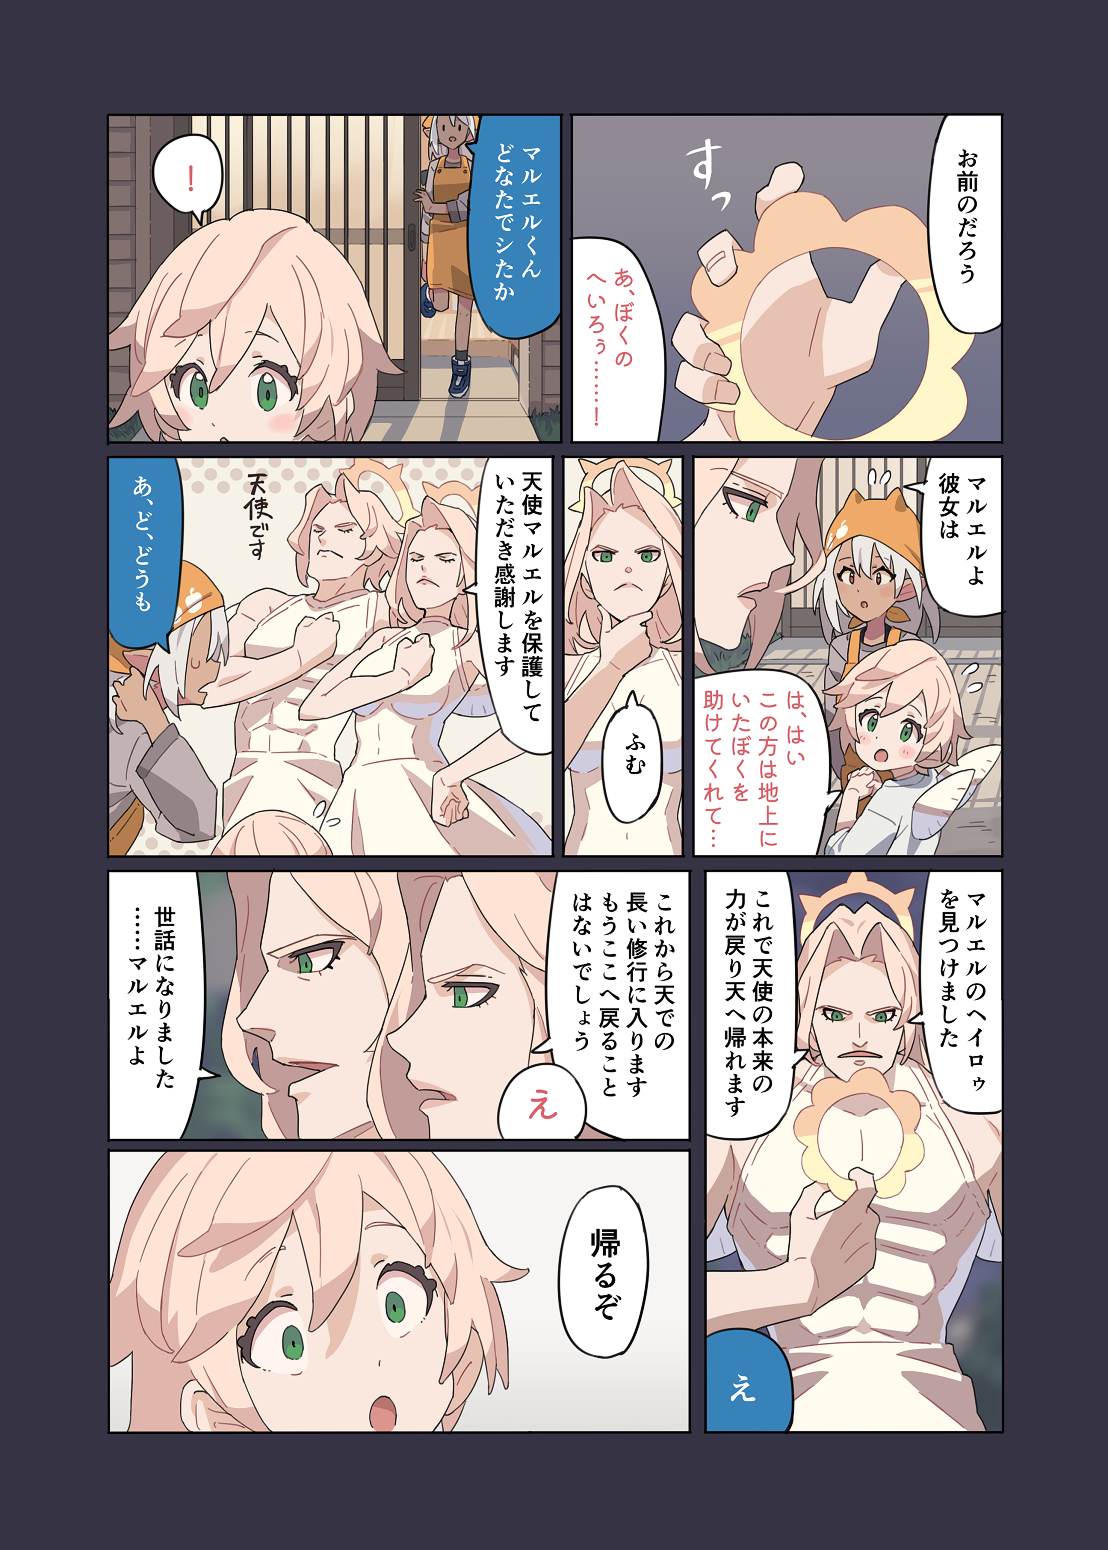 お前のだろう
すっ
あ、ぼくの
へいろぅ……！
マルエルくん
どなたでシたか
！
マルエルよ
彼女は
は、はい
この方は地上に
いたぼくを
助けてくれて…
ふむ
天使マルエルを保護して
いただき感謝します
天使です
あ、ど、どうも
マルエルのヘイロゥ
を見つけました
これで天使の本来の
力が戻り天へ帰れます
え
これから天での
長い修行に入ります
もうここへ戻ること
はないでしょう
え
世話になりました
……マルエルよ
帰るぞ